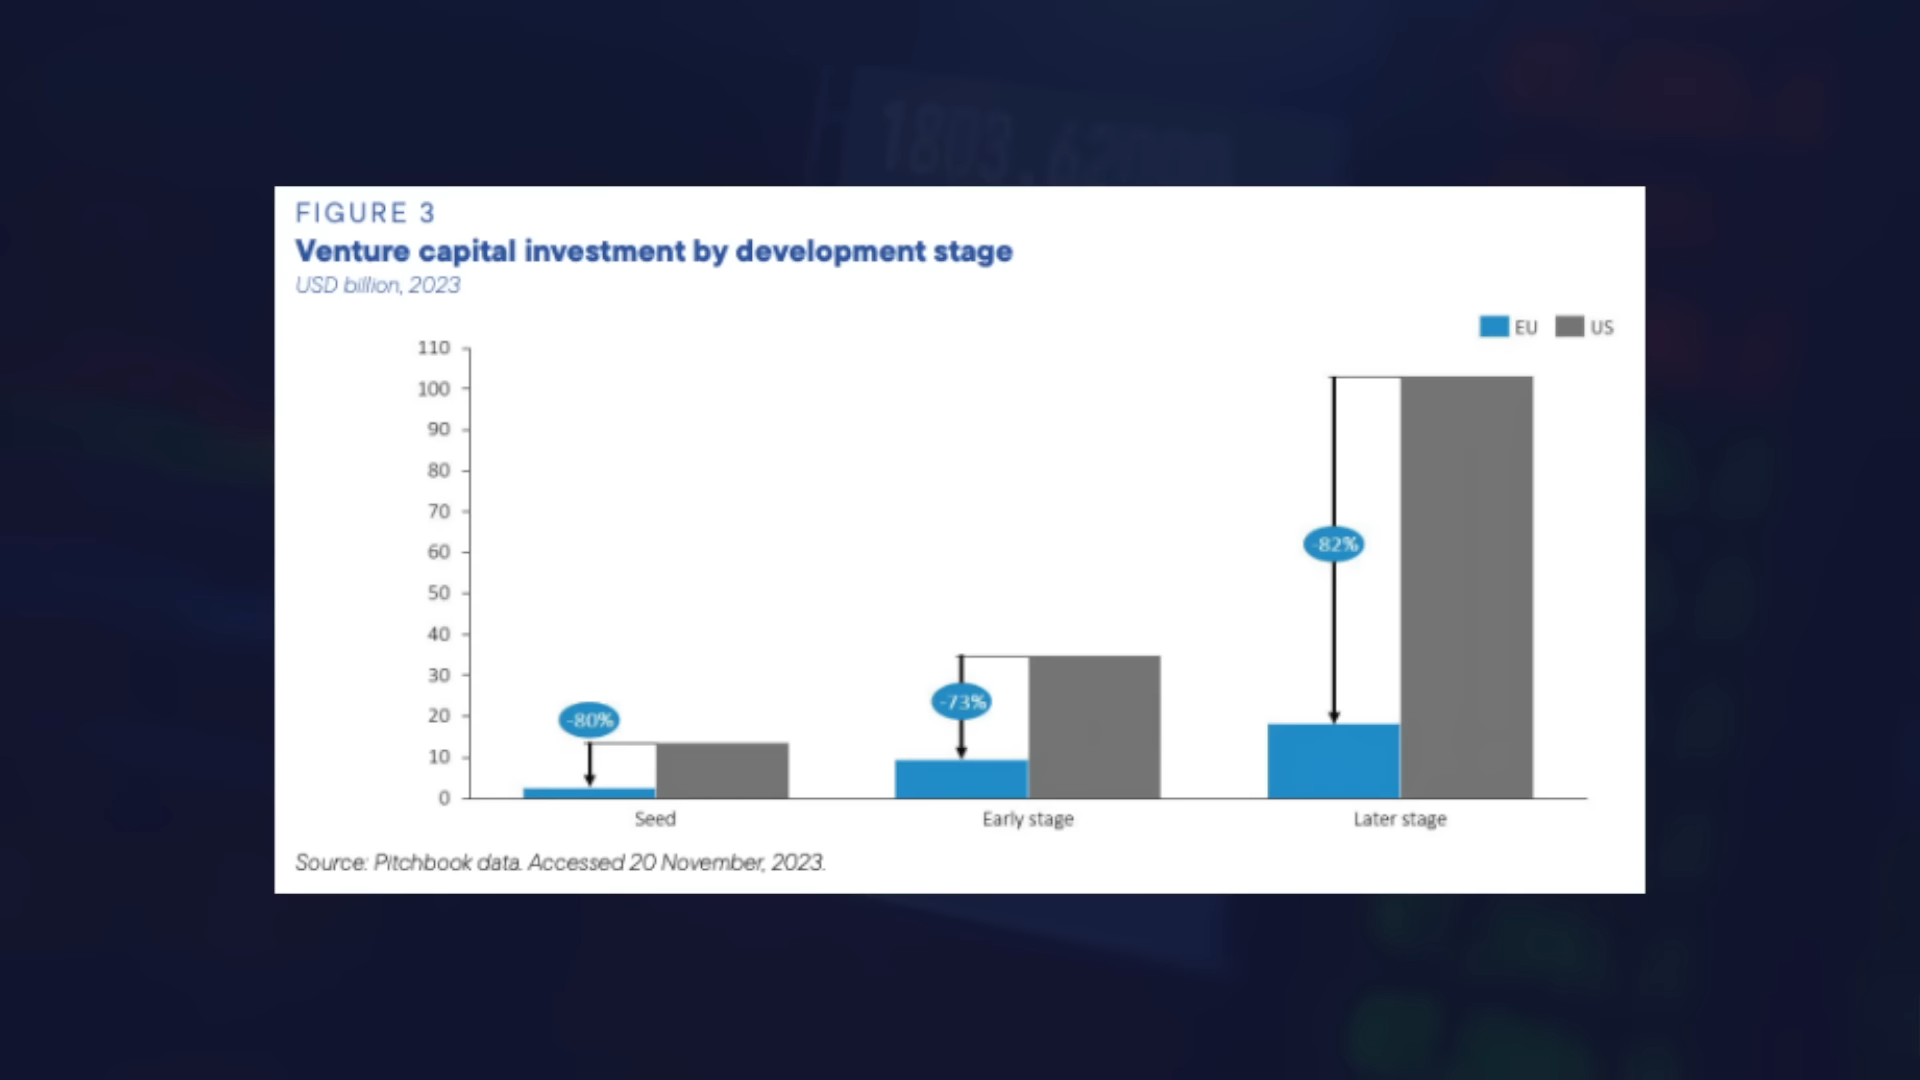 FIGURE 3
Venture capital investment by development stage
USD billion, 2023
EU US
110
100
90
80
70
60
50
40
30
20
10
0
-80%
-73%
-82%
Seed Early stage Later stage
Source: Pitchbook data. Accessed 20 November, 2023.